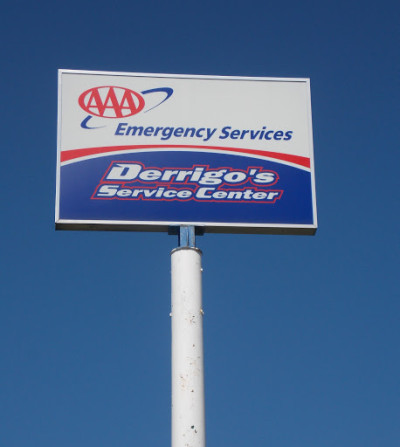 AAA
Emergency Services
Derrigo's
Service Center